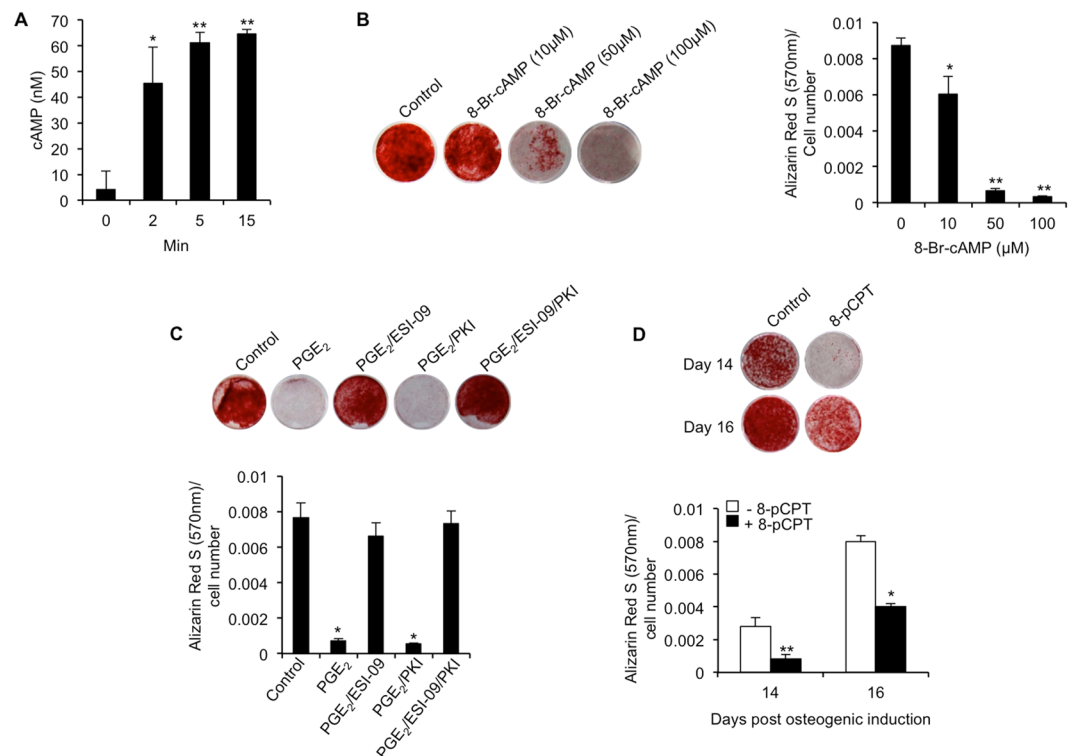 A
cAMP (nM)
70
60
50
40
30
20
10
0
*
**
**
0 2 5 15
Min
B
Control
8-Br-cAMP (10µM)
8-Br-cAMP (50µM)
8-Br-cAMP (100µM)
Alizarin Red S (570nm)/
Cell number
0.01
0.008
0.006
0.004
0.002
0
*
**
**
0 10 50 100
8-Br-cAMP (µM)
C
Control
PGE₂
PGE₂/ESI-09
PGE₂/PKI
PGE₂/ESI-09/PKI
Alizarin Red S (570nm)/
cell number
0.01
0.008
0.006
0.004
0.002
0
*
*
Control
PGE₂
PGE₂/ESI-09
PGE₂/PKI
PGE₂/ESI-09/PKI
D
Control
8-pCPT
Day 14
Day 16
Alizarin Red S (570nm)/
cell number
- 8-pCPT
+ 8-pCPT
0.01
0.008
0.006
0.004
0.002
0
**
*
14 16
Days post osteogenic induction